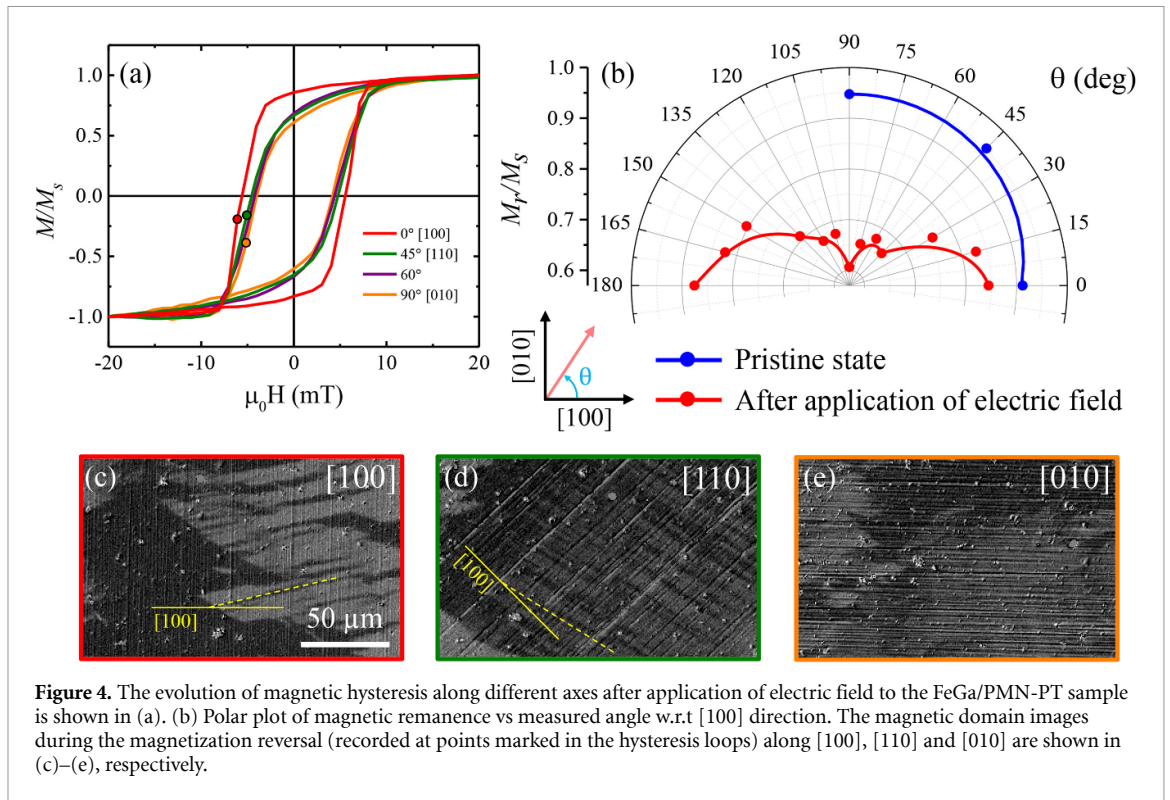 (a)
1.0
0.5
0.0
-0.5
-1.0
M/Mₛ
-20
-10
0
10
20
μ₀H (mT)
0° [100]
45° [110]
60°
90° [010]
(b)
Mᵣ/Mₛ
1.0
0.9
0.8
0.7
0.6
180
165
150
135
120
105
90
75
60
45
30
15
0
θ (deg)
[010]
θ
[100]
Pristine state
After application of electric field
(c)
[100]
[100]
50 μm
(d)
[110]
[100]
(e)
[010]
Figure 4. The evolution of magnetic hysteresis along different axes after application of electric field to the FeGa/PMN-PT sample
is shown in (a). (b) Polar plot of magnetic remanence vs measured angle w.r.t [100] direction. The magnetic domain images
during the magnetization reversal (recorded at points marked in the hysteresis loops) along [100], [110] and [010] are shown in
(c)–(e), respectively.